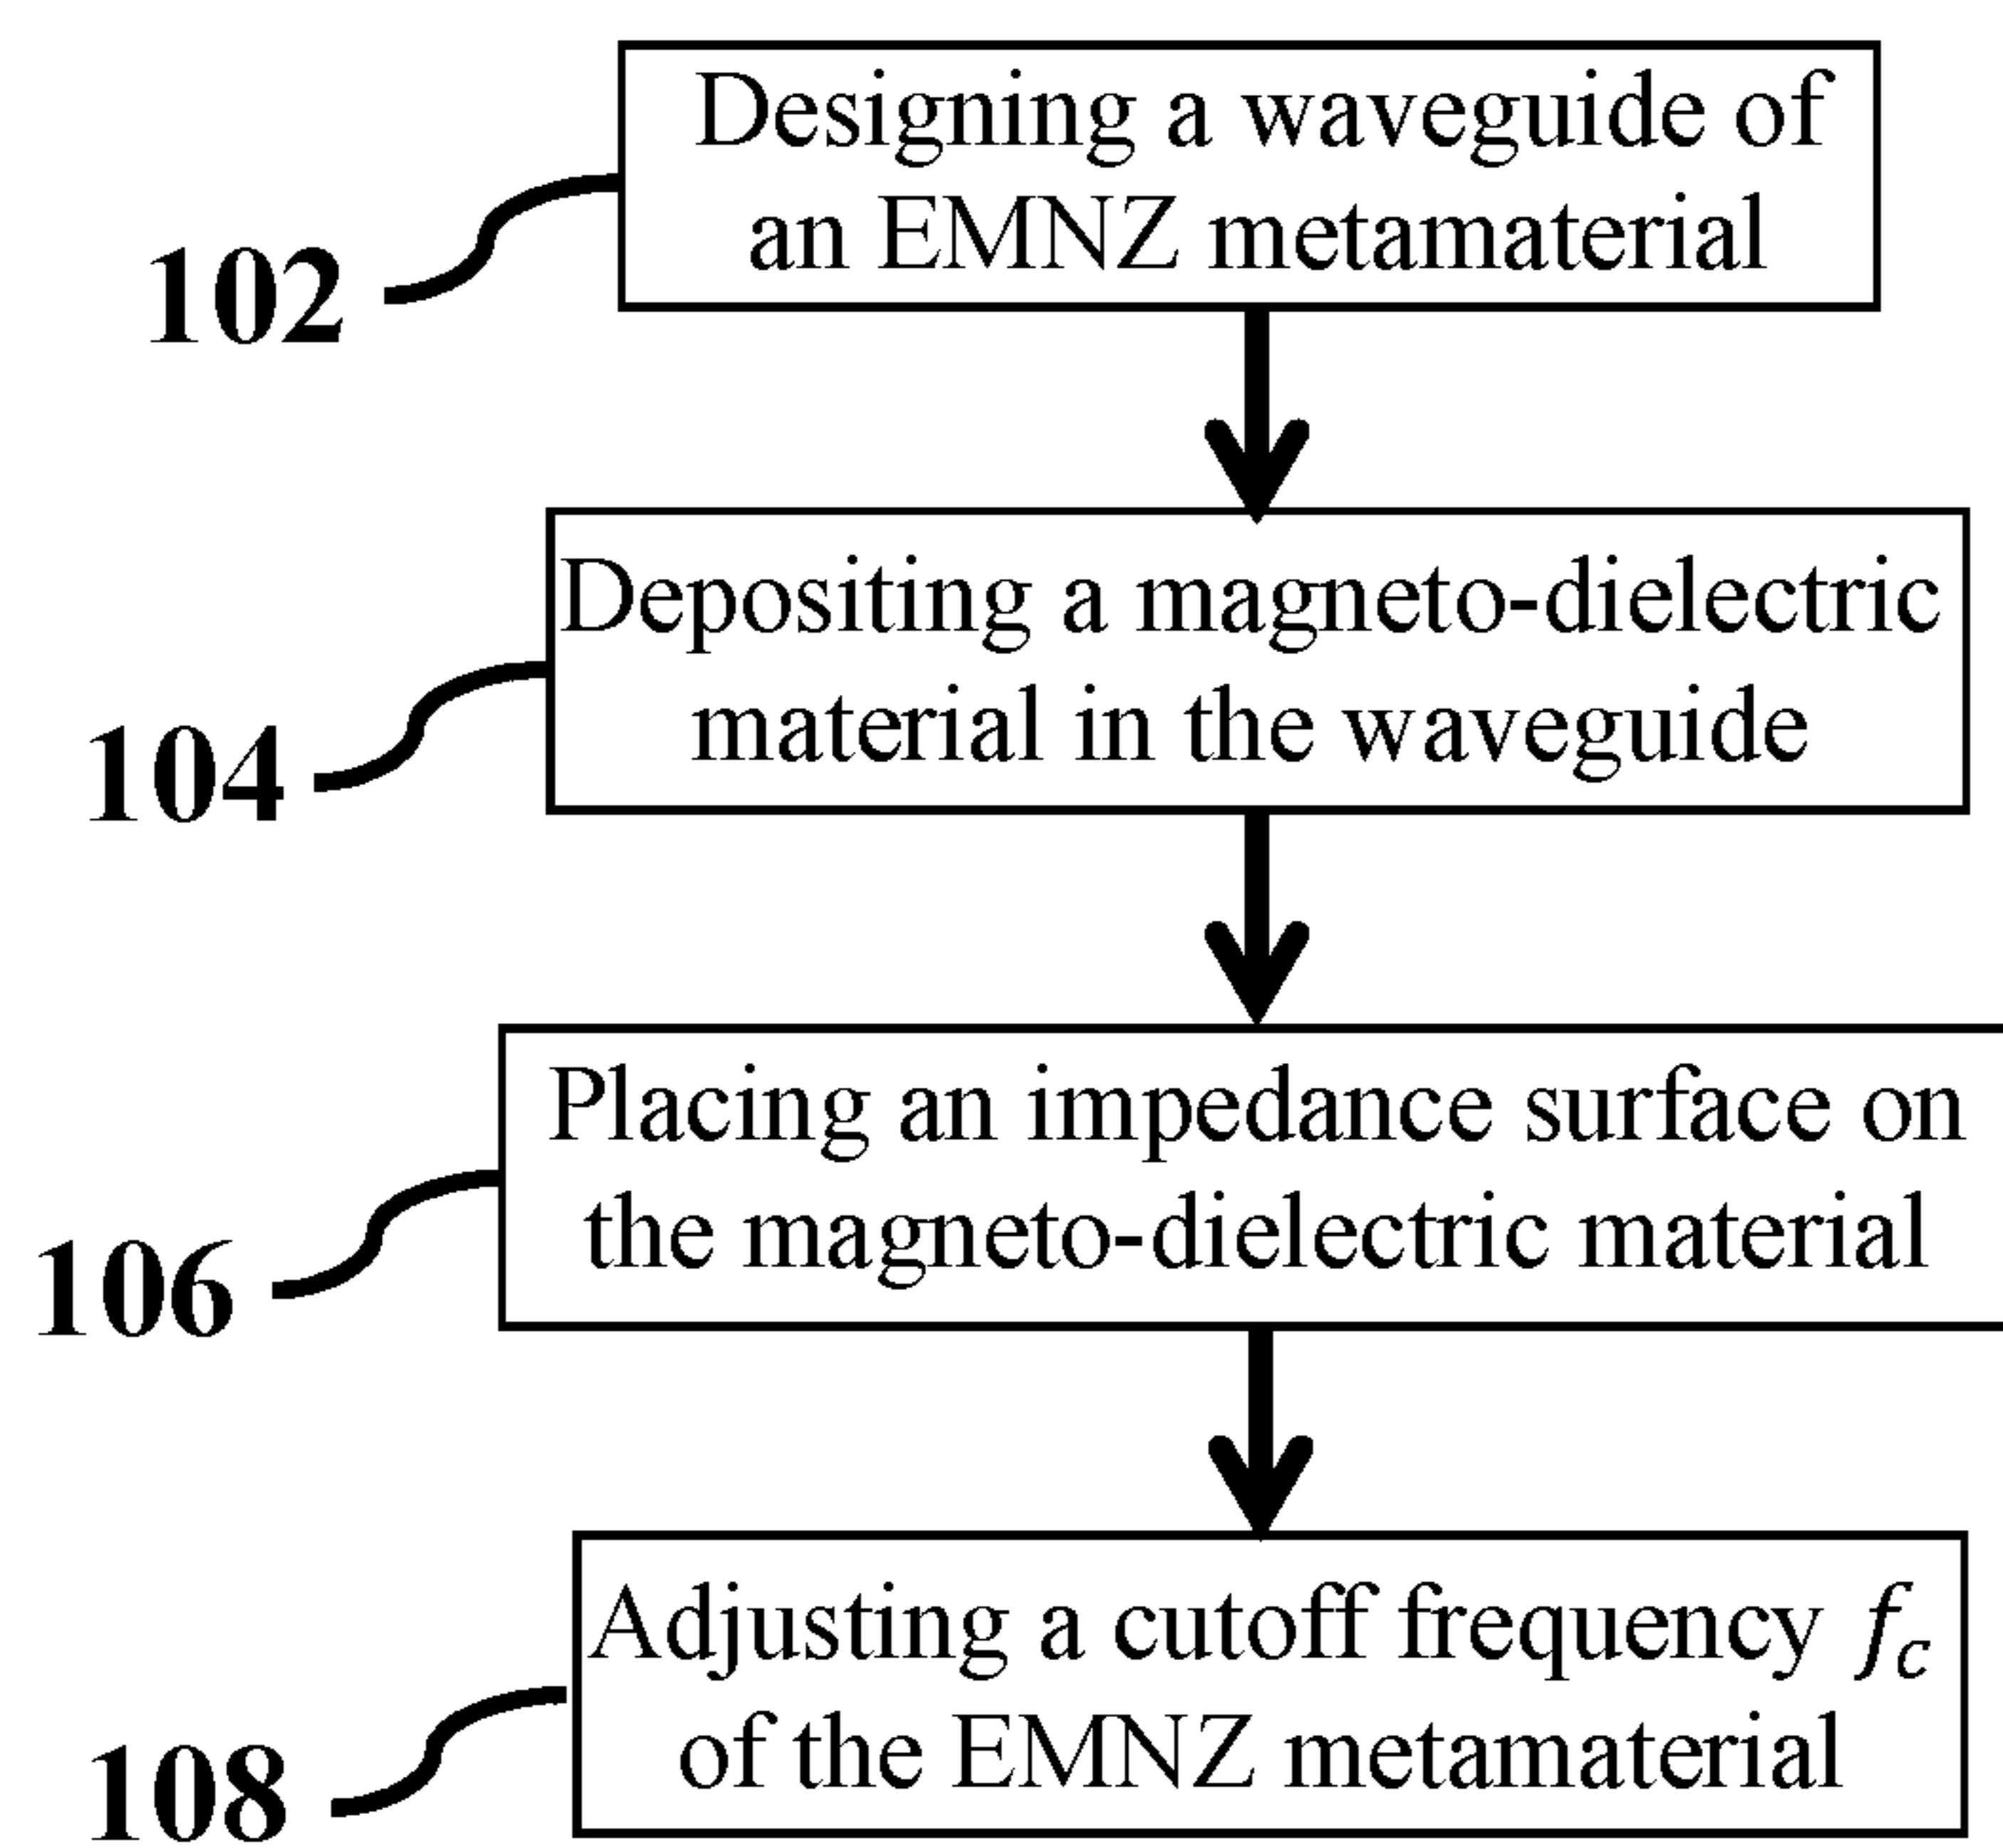 Designing a waveguide of
an EMNZ metamaterial
102
Depositing a magneto-dielectric
material in the waveguide
104
Placing an impedance surface on
the magneto-dielectric material
106
Adjusting a cutoff frequency f_c
of the EMNZ metamaterial
108